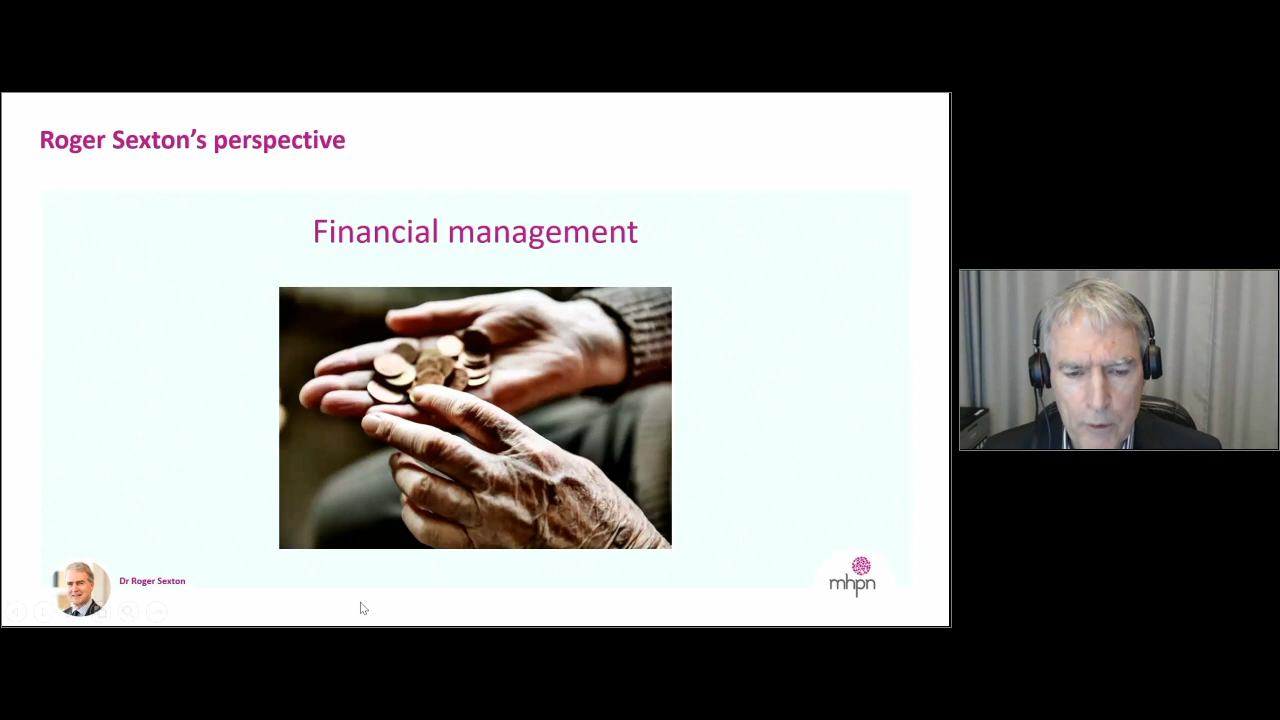 Roger Sexton’s perspective
Financial management
Dr Roger Sexton
mhpn